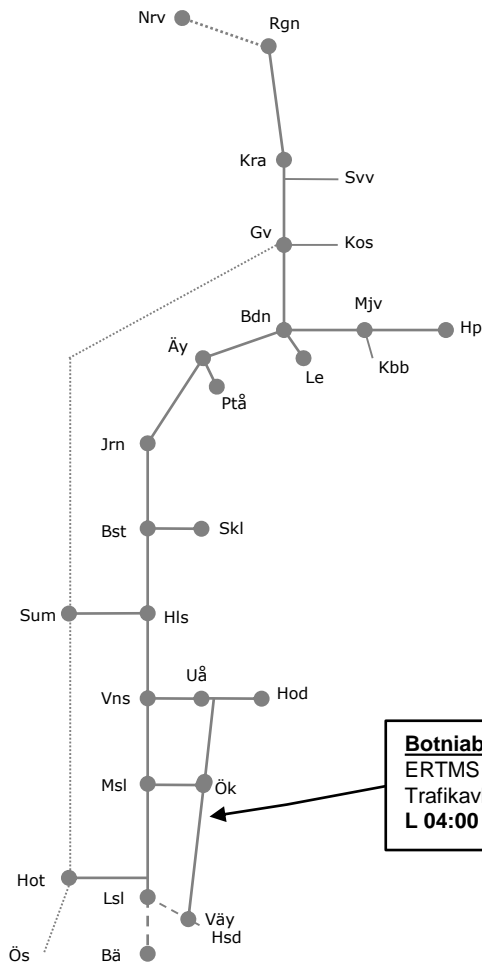 Nrv
Rgn
Kra
Svv
Gv
Kos
Bdn
Mjv
Hp
Äy
Le
Kbb
Ptå
Jrn
Bst
Skl
Sum
Hls
Uå
Vns
Hod
Botniab
ERTMS
Msl
Ök
Trafikav
L 04:00
Hot
Lsl
Väy
Hsd
Ös
Bä